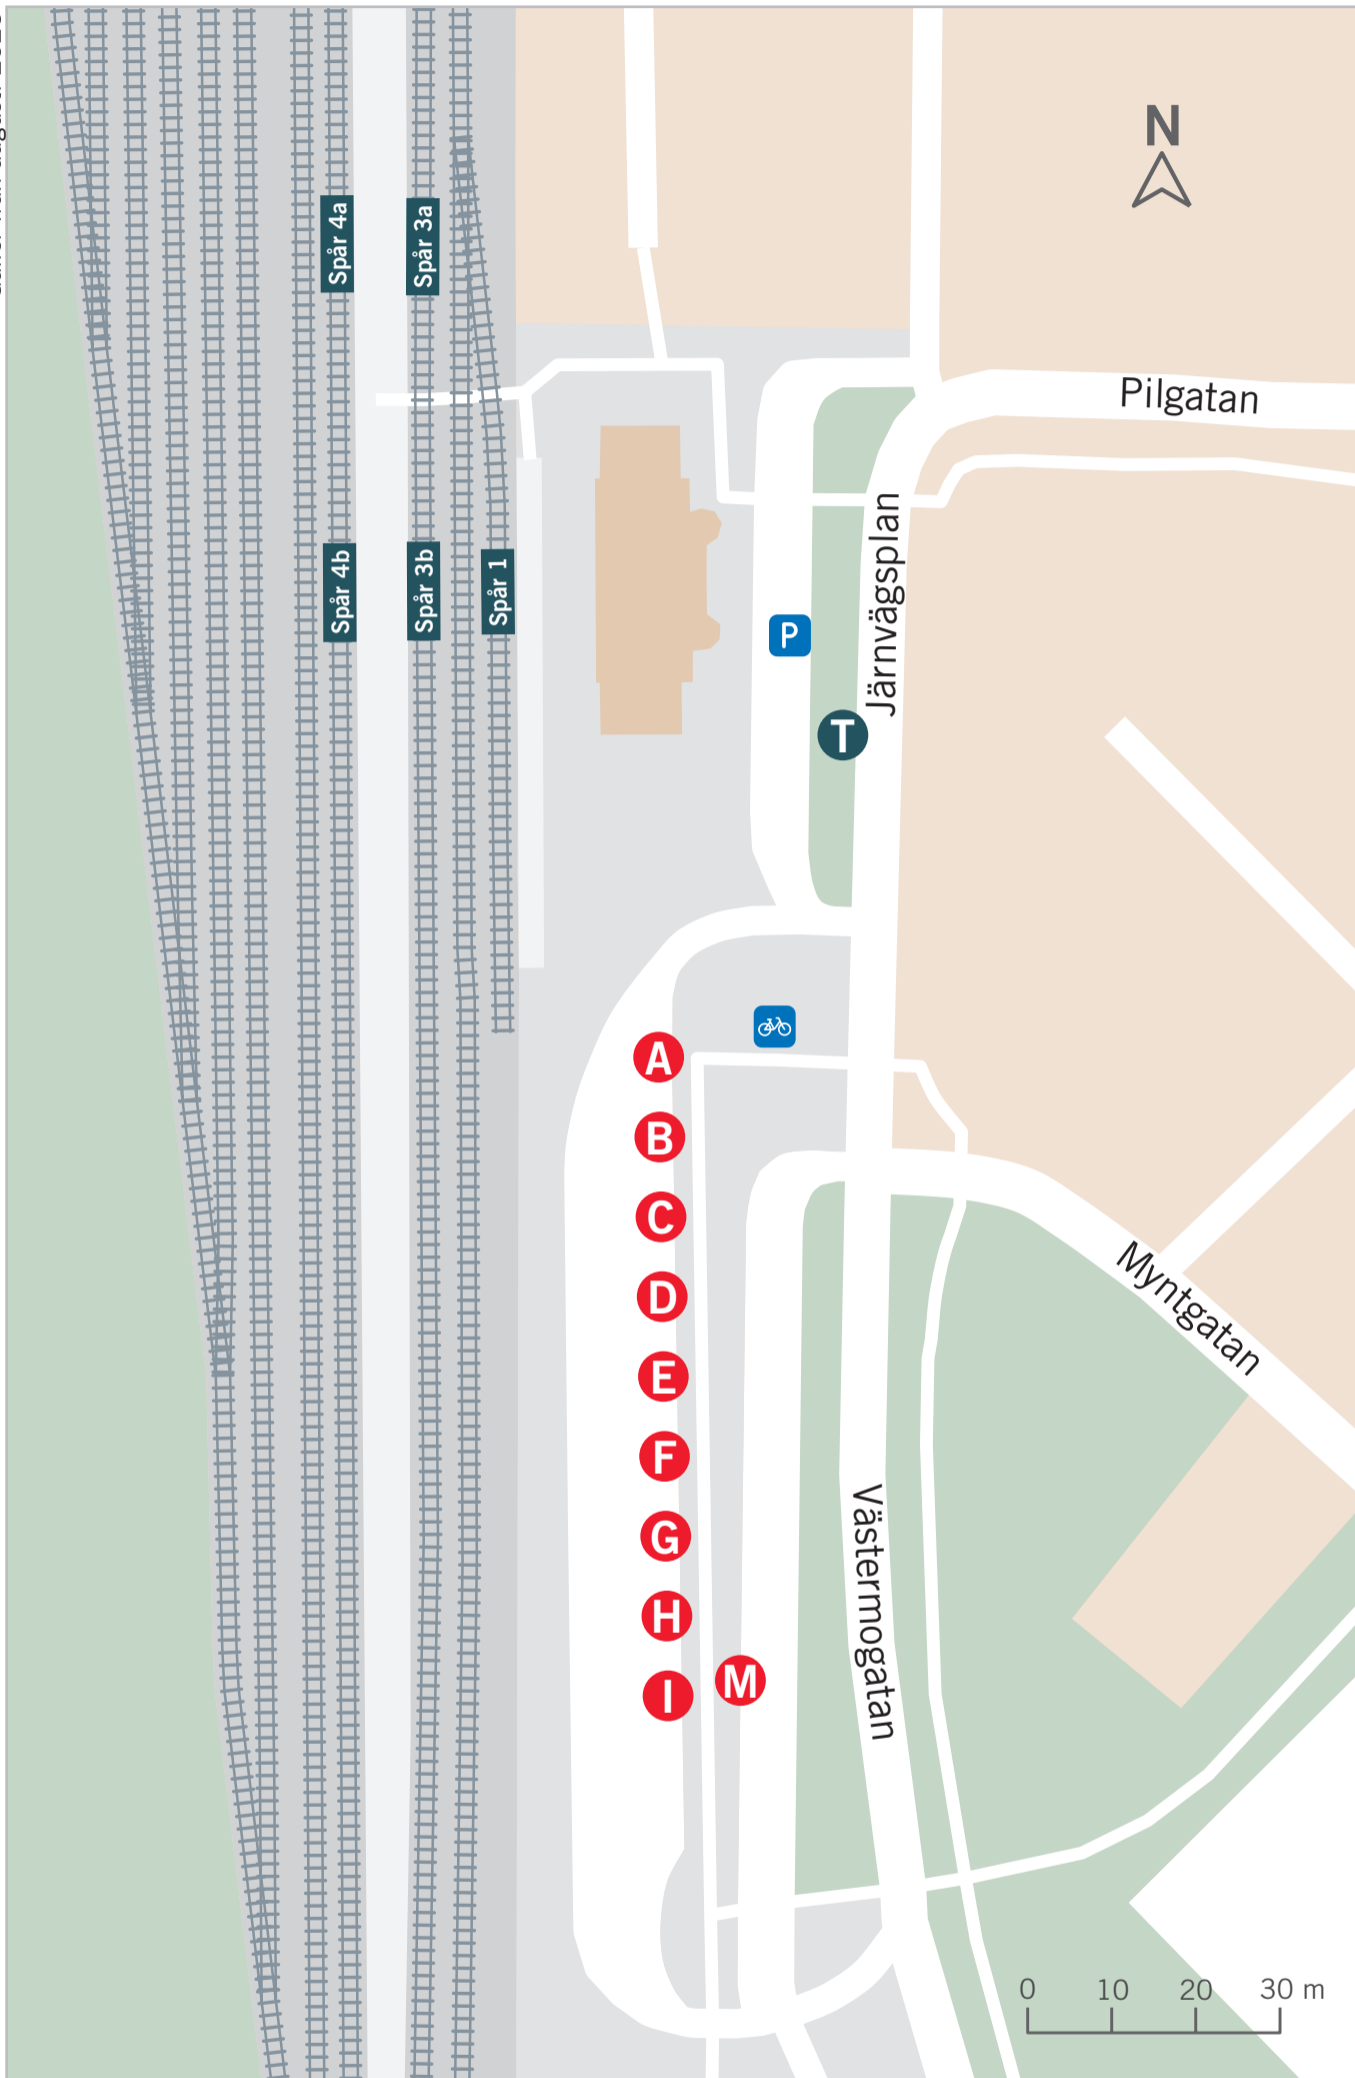 N
Spår 4a
Spår 3a
Pilgatan
Järnvägsplan
Spår 4b
Spår 3b
Spår 1
P
T
A
B
C
D
E
F
G
H
I
M
Myntgatan
Västermogatan
0 10 20 30 m